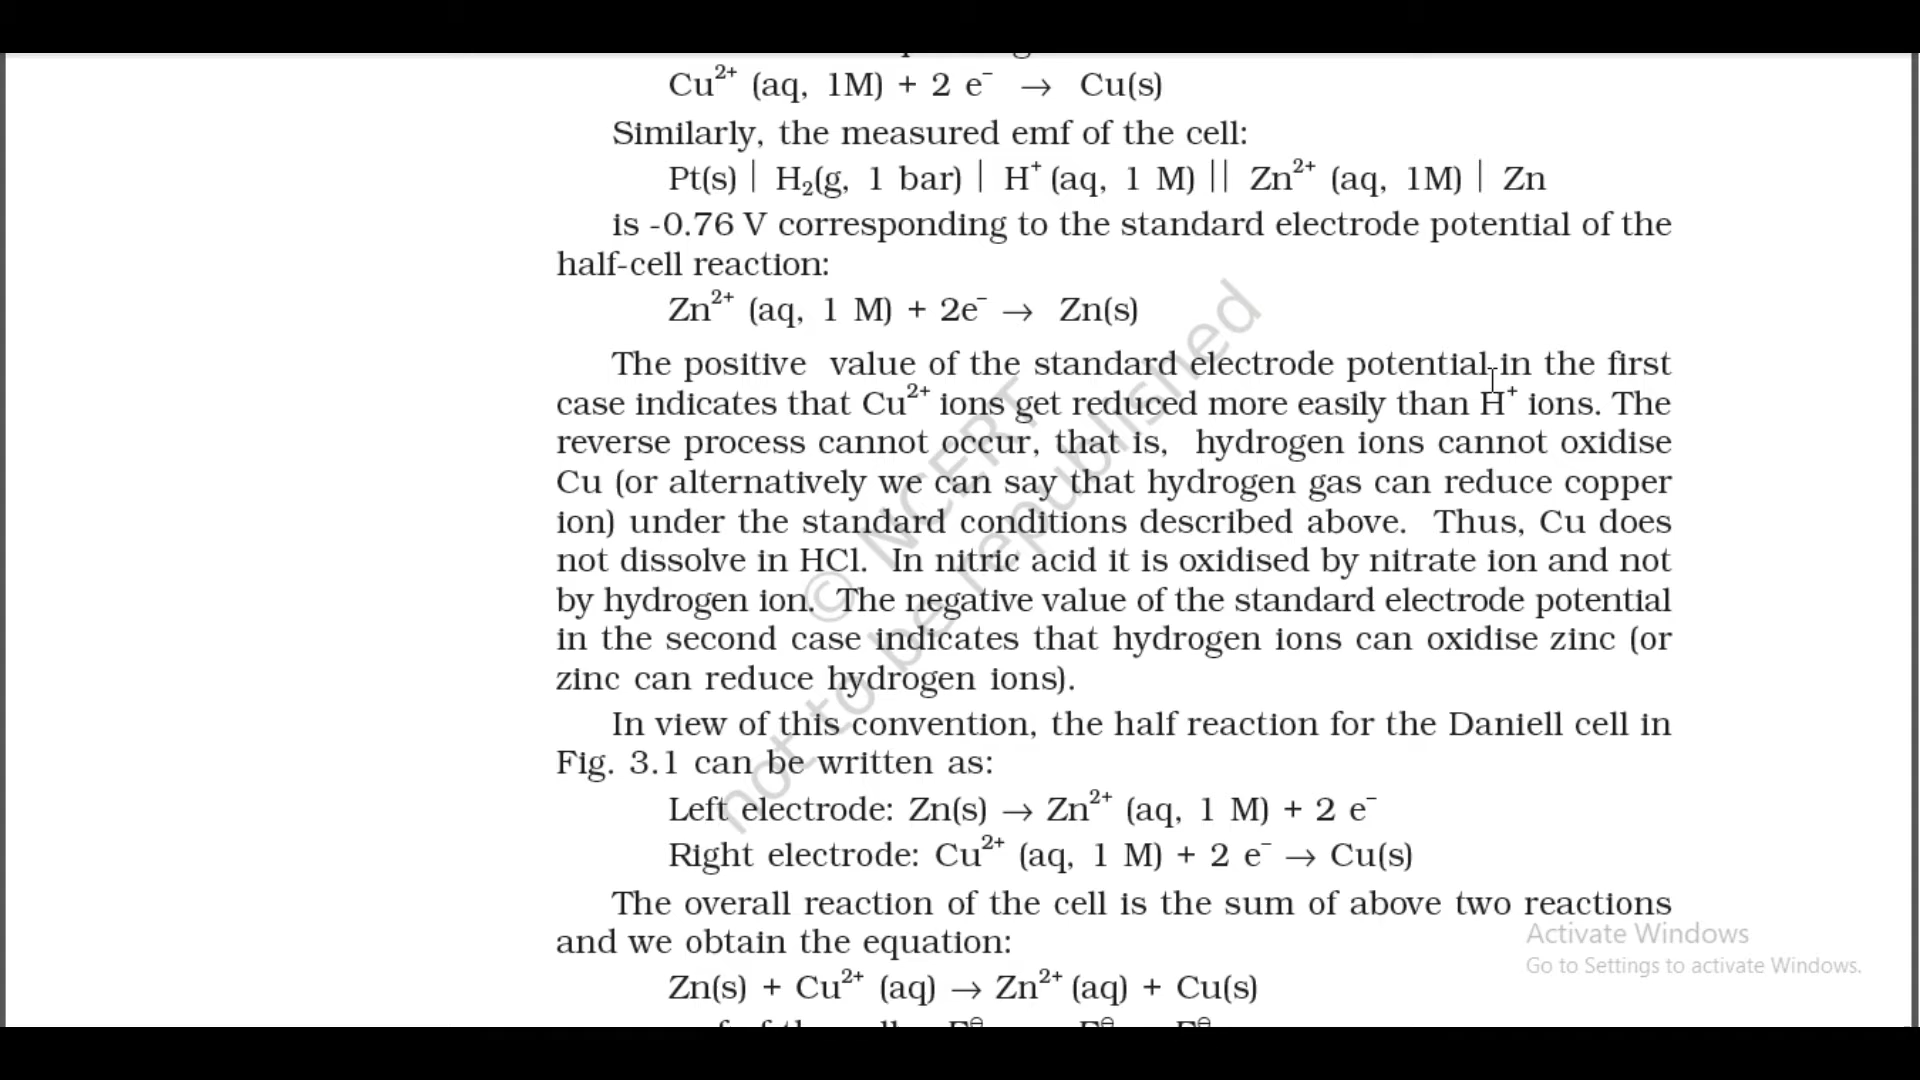 Cu²⁺ (aq, 1M) + 2 e⁻ → Cu(s)
Similarly, the measured emf of the cell:
Pt(s) | H₂(g, 1 bar) | H⁺ (aq, 1 M) || Zn²⁺ (aq, 1M) | Zn
is -0.76 V corresponding to the standard electrode potential of the
half-cell reaction:
Zn²⁺ (aq, 1 M) + 2e⁻ → Zn(s)
The positive value of the standard electrode potential in the first
case indicates that Cu²⁺ ions get reduced more easily than H⁺ ions. The
reverse process cannot occur, that is, hydrogen ions cannot oxidise
Cu (or alternatively we can say that hydrogen gas can reduce copper
ion) under the standard conditions described above. Thus, Cu does
not dissolve in HCl. In nitric acid it is oxidised by nitrate ion and not
by hydrogen ion. The negative value of the standard electrode potential
in the second case indicates that hydrogen ions can oxidise zinc (or
zinc can reduce hydrogen ions).
In view of this convention, the half reaction for the Daniell cell in
Fig. 3.1 can be written as:
Left electrode: Zn(s) → Zn²⁺ (aq, 1 M) + 2 e⁻
Right electrode: Cu²⁺ (aq, 1 M) + 2 e⁻ → Cu(s)
The overall reaction of the cell is the sum of above two reactions
and we obtain the equation:
Zn(s) + Cu²⁺ (aq) → Zn²⁺ (aq) + Cu(s)
© NCERT
not to be republished
Activate Windows
Go to Settings to activate Windows.